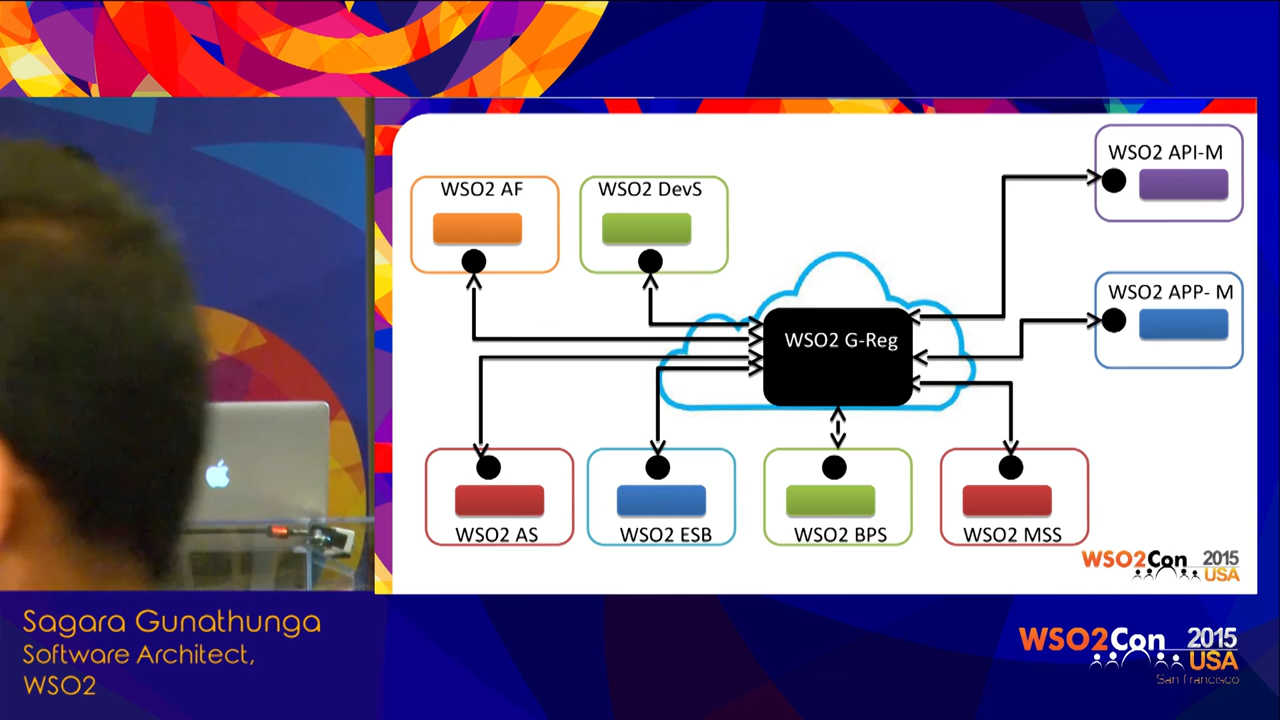 WSO2 AF
WSO2 DevS
WSO2 API-M
WSO2 APP- M
WSO2 G-Reg
WSO2 AS
WSO2 ESB
WSO2 BPS
WSO2 MSS
WSO2Con 2015
USA
Sagara Gunathunga
Software Architect,
WSO2
WSO2Con 2015
USA
San Francisco